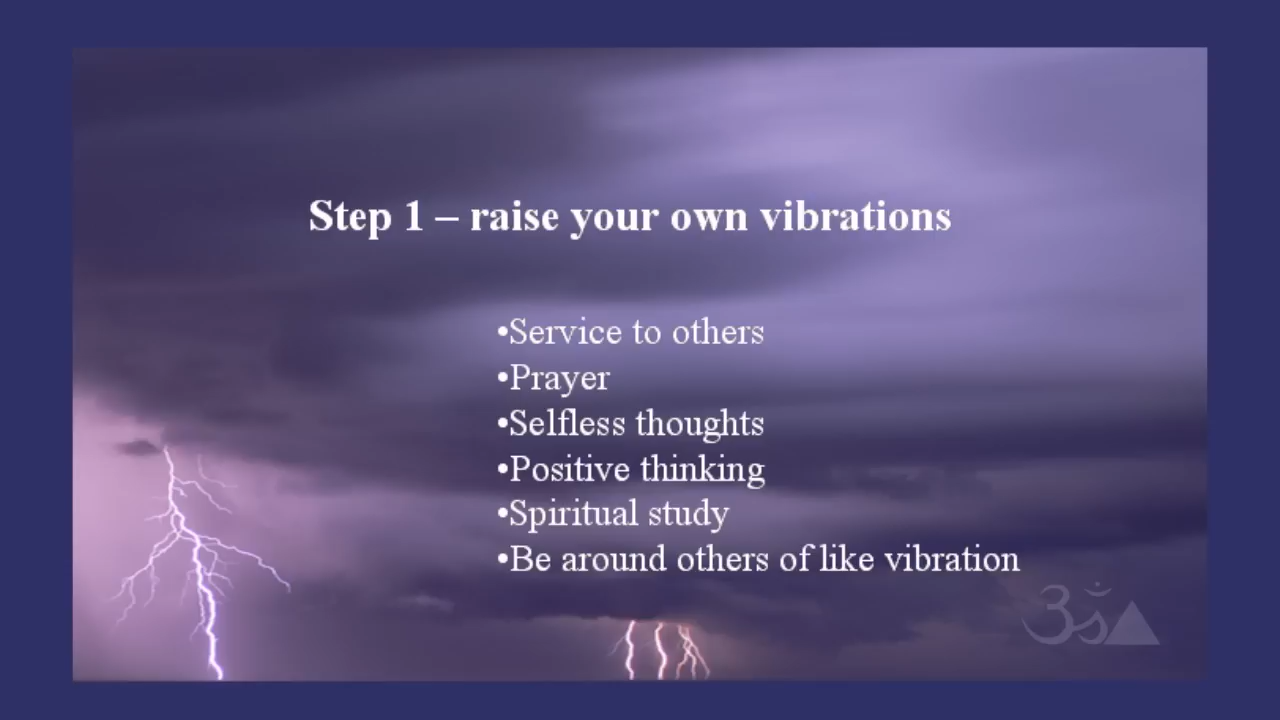 Step 1 – raise your own vibrations
•Service to others
•Prayer
•Selfless thoughts
•Positive thinking
•Spiritual study
•Be around others of like vibration